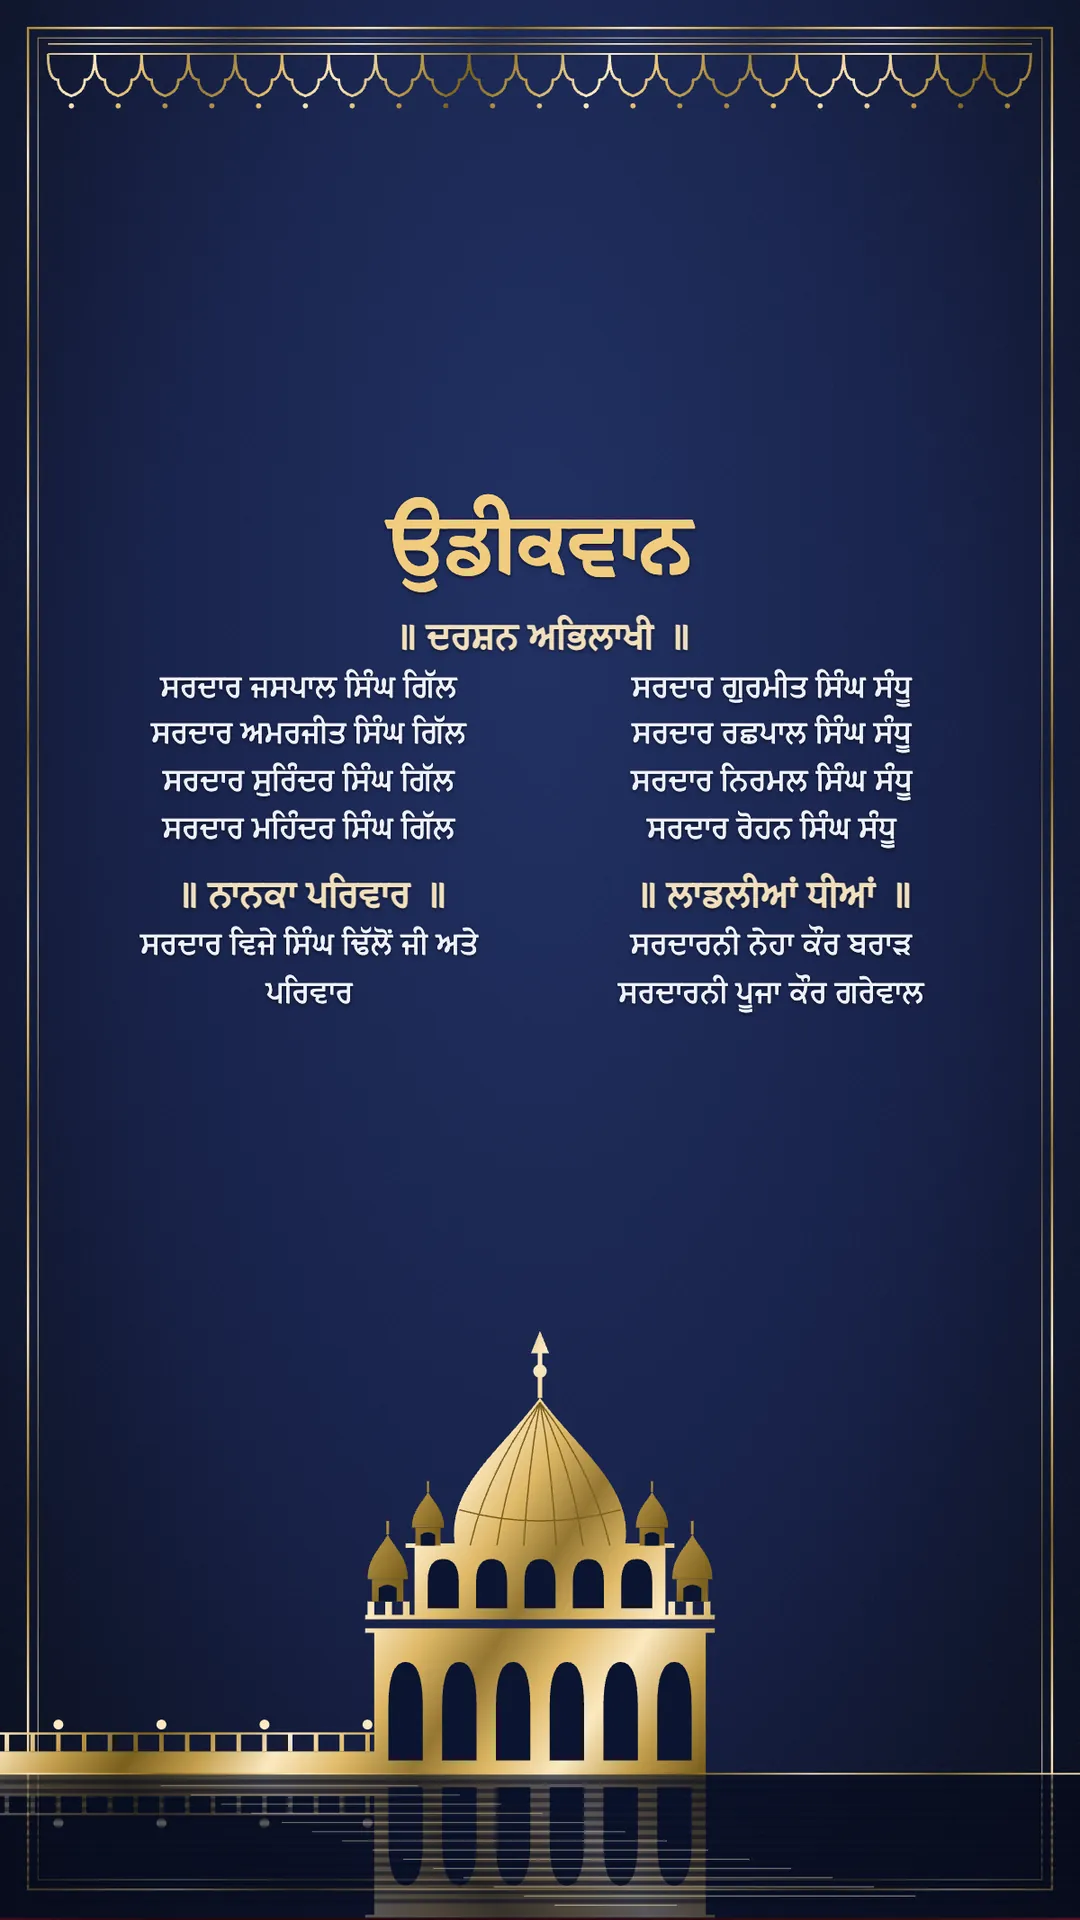 ਉਡੀਕਵਾਨ
॥ ਦਰਸ਼ਨ ਅਭਿਲਾਖੀ ॥
ਸਰਦਾਰ ਜਸਪਾਲ ਸਿੰਘ ਗਿੱਲ
ਸਰਦਾਰ ਅਮਰਜੀਤ ਸਿੰਘ ਗਿੱਲ
ਸਰਦਾਰ ਸੁਰਿੰਦਰ ਸਿੰਘ ਗਿੱਲ
ਸਰਦਾਰ ਮਹਿੰਦਰ ਸਿੰਘ ਗਿੱਲ
ਸਰਦਾਰ ਗੁਰਮੀਤ ਸਿੰਘ ਸੰਧੂ
ਸਰਦਾਰ ਰਛਪਾਲ ਸਿੰਘ ਸੰਧੂ
ਸਰਦਾਰ ਨਿਰਮਲ ਸਿੰਘ ਸੰਧੂ
ਸਰਦਾਰ ਰੋਹਨ ਸਿੰਘ ਸੰਧੂ
॥ ਨਾਨਕਾ ਪਰਿਵਾਰ ॥
ਸਰਦਾਰ ਵਿਜੇ ਸਿੰਘ ਢਿੱਲੋਂ ਜੀ ਅਤੇ
ਪਰਿਵਾਰ
॥ ਲਾਡਲੀਆਂ ਧੀਆਂ ॥
ਸਰਦਾਰਨੀ ਨੇਹਾ ਕੌਰ ਬਰਾੜ
ਸਰਦਾਰਨੀ ਪੂਜਾ ਕੌਰ ਗਰੇਵਾਲ